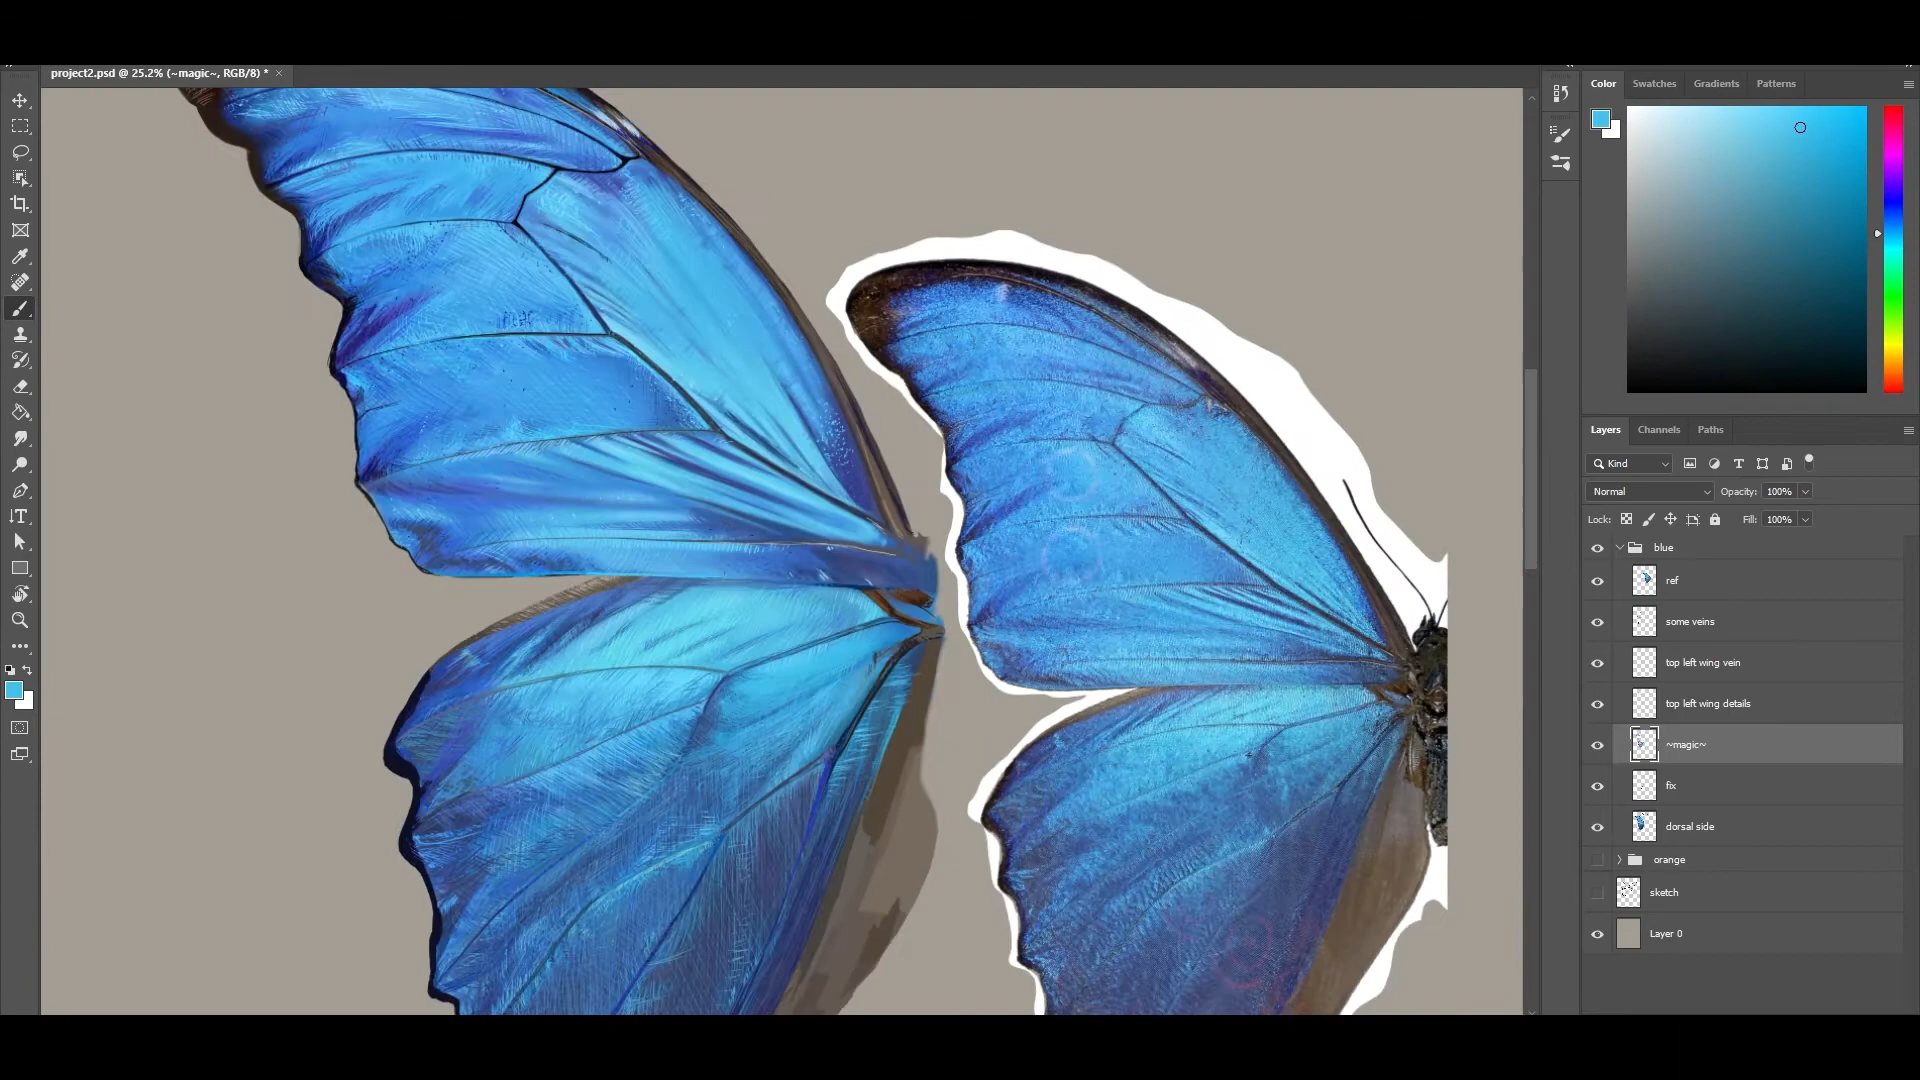 project2.psd @ 25.2% (~magic~, RGB/8) * ×
Color Swatches Gradients Patterns
Layers Channels Paths
Kind
Normal Opacity: 100%
Lock: Fill: 100%
blue
ref
some veins
top left wing vein
top left wing details
~magic~
fix
dorsal side
orange
sketch
Layer 0